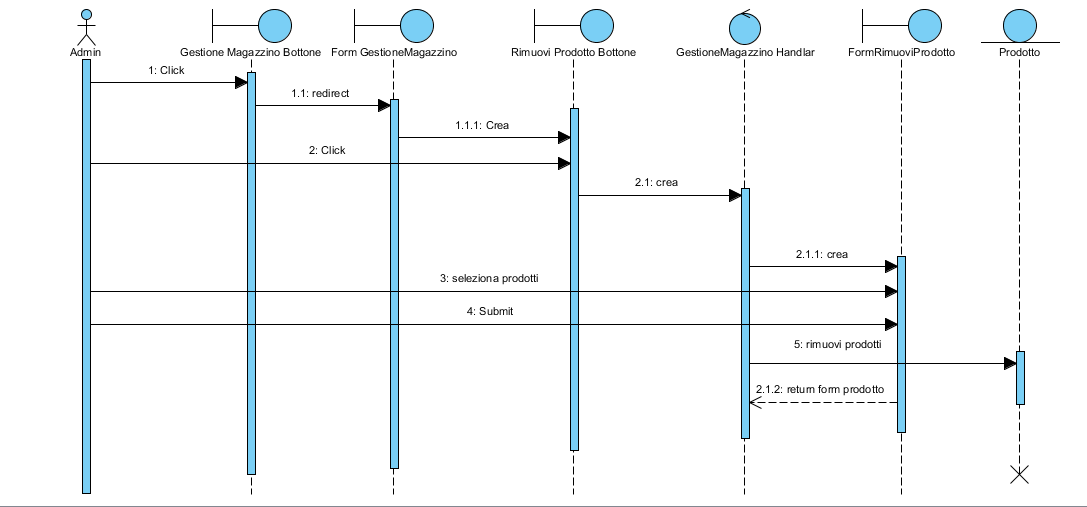 Admin
Gestione Magazzino Bottone
Form GestioneMagazzino
Rimuovi Prodotto Bottone
GestioneMagazzino Handlar
FormRimuoviProdotto
Prodotto
1: Click
1.1: redirect
1.1.1: Crea
2: Click
2.1: crea
2.1.1: crea
3: seleziona prodotti
4: Submit
5: rimuovi prodotti
2.1.2: return form prodotto